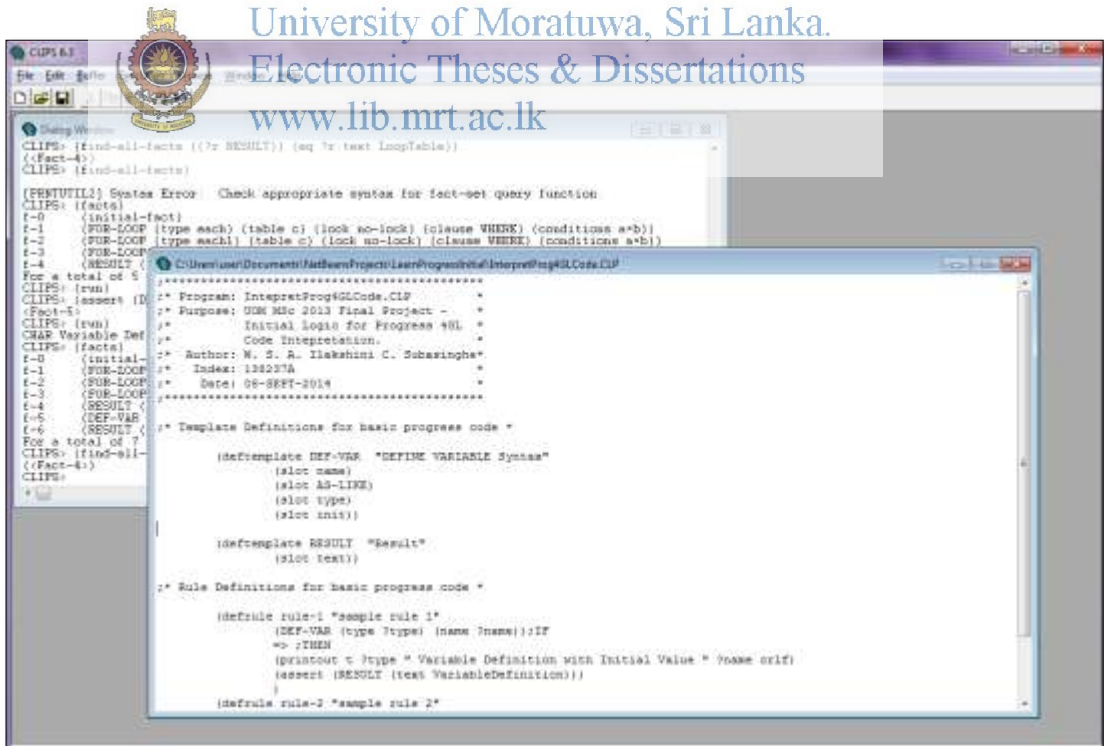 University of Moratuwa, Sri Lanka.
Electronic Theses & Dissertations
www.lib.mrt.ac.lk
CLIPS 6.3
File Edit Buffer Window
Dialog Window
CLIPS> (find-all-facts ((?r RESULT)) (eq ?r:text LoopTable))
(<Fact-4>)
CLIPS> (find-all-facts)
[PRNTUTIL2] Syntax Error: Check appropriate syntax for fact-set query function
CLIPS> (facts)
f-0 (initial-fact)
f-1 (FOR-LOOP (type each) (table c) (lock no-lock) (clause WHERE) (conditions a*b))
f-2 (FOR-LOOP (type each1) (table c) (lock no-lock) (clause WHERE) (conditions a*b))
f-3 (FOR-LOOP
f-4 (RESULT (
For a total of 5
CLIPS> (run)
CLIPS> (assert (D
<Fact-5>
CLIPS> (run)
CHAR Variable Def
CLIPS> (facts)
f-0 (initial-
f-1 (FOR-LOOP
f-2 (FOR-LOOP
f-3 (FOR-LOOP
f-4 (RESULT (
f-5 (DEF-VAR
f-6 (RESULT (
For a total of 7
CLIPS> (find-all-
(<Fact-4>)
CLIPS>
C:\Users\user\Documents\NetBeansProjects\LearnProgressInitial\InterpretProg4GLCode.CLP
;*********************************************
;* Program: IntepretProg4GLCode.CLP *
;* Purpose: UOM MSc 2013 Final Project - *
;* Initial Logic for Progress 4GL *
;* Code Intepretation. *
;* Author: W. S. A. Ilakshini C. Subasinghe*
;* Index: 138237A *
;* Date: 06-SEPT-2014 *
;*********************************************
;* Template Definitions for basic progress code *
(deftemplate DEF-VAR "DEFINE VARIABLE Syntax"
(slot name)
(slot AS-LIKE)
(slot type)
(slot init))
(deftemplate RESULT "Result"
(slot text))
;* Rule Definitions for basic progress code *
(defrule rule-1 "sample rule 1"
(DEF-VAR (type ?type) (name ?name));IF
=> ;THEN
(printout t ?type " Variable Definition with Initial Value " ?name crlf)
(assert (RESULT (text VariableDefinition)))
)
(defrule rule-2 "sample rule 2"